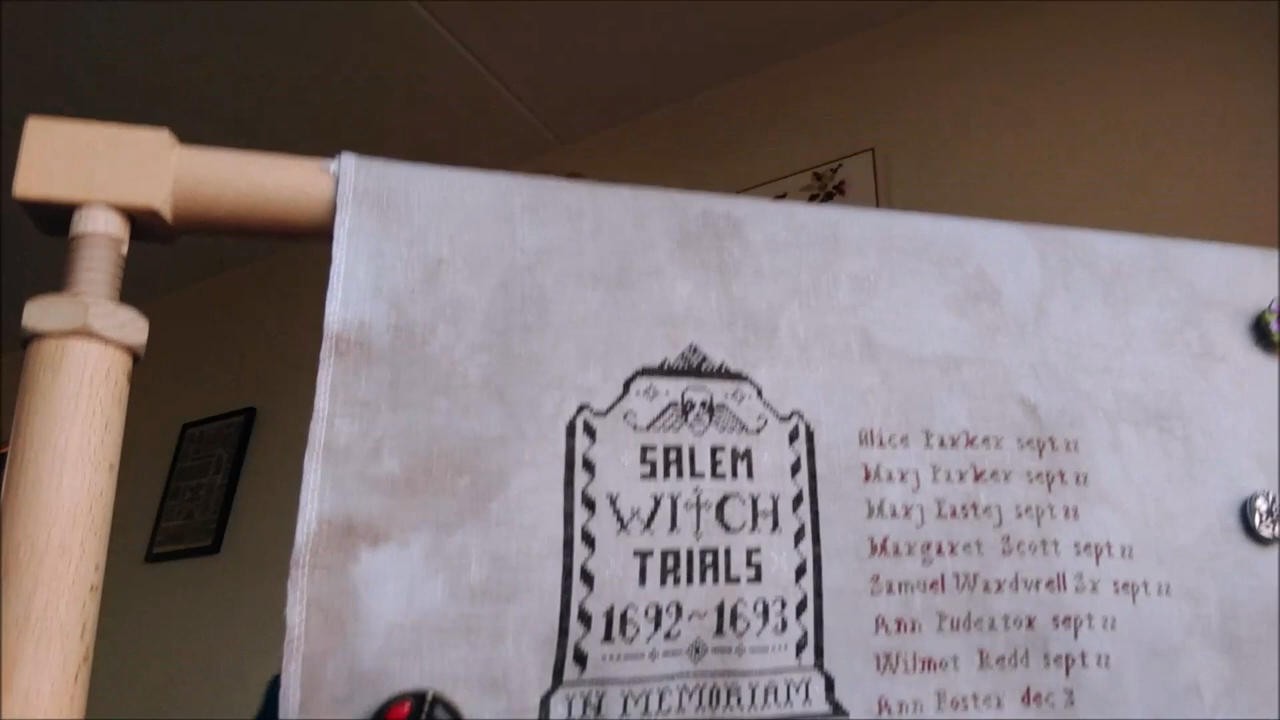 SALEM
WITCH
TRIALS
1692~1693
IN MEMORIAM
Alice Parker sept 22
Mary Parker sept 22
Mary Eastey sept 22
Margaret Scott sept 22
Samuel Wardwell Sr sept 22
Ann Pudeator sept 22
Wilmot Redd sept 22
Ann Foster dec 3